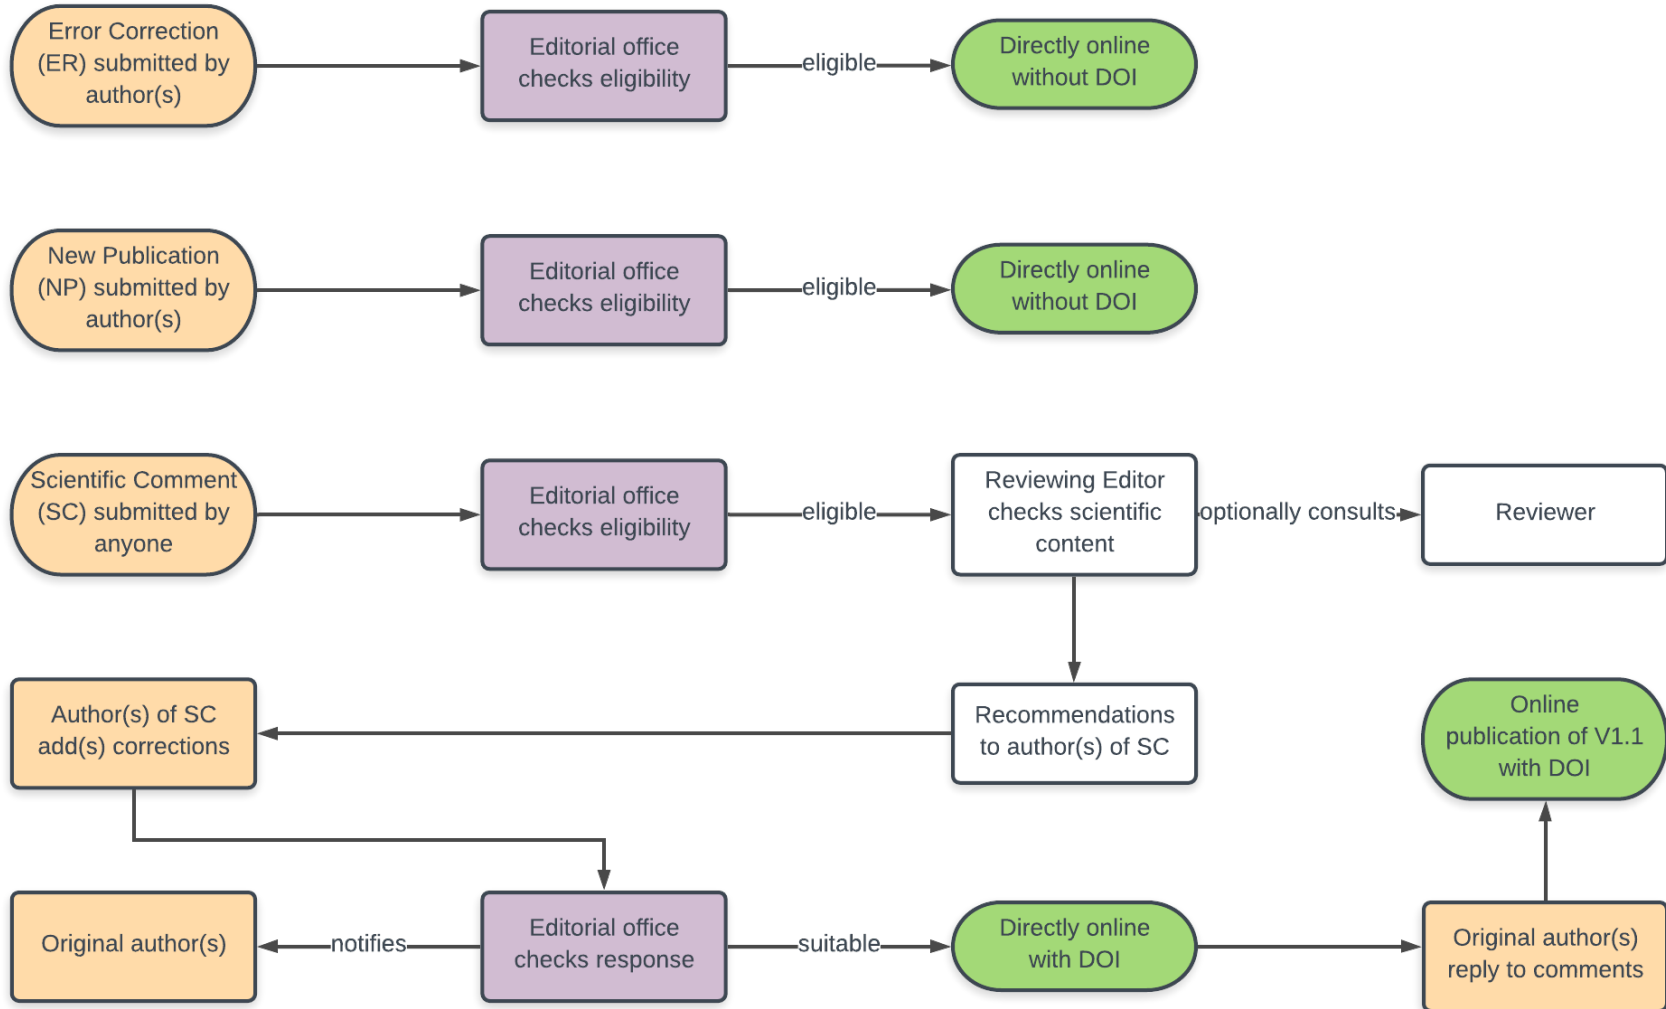 Error Correction
(ER) submitted by
author(s)
Editorial office
checks eligibility
eligible
Directly online
without DOI
New Publication
(NP) submitted by
author(s)
Editorial office
checks eligibility
eligible
Directly online
without DOI
Scientific Comment
(SC) submitted by
anyone
Editorial office
checks eligibility
eligible
Reviewing Editor
checks scientific
content
optionally consults
Reviewer
Author(s) of SC
add(s) corrections
Recommendations
to author(s) of SC
Online
publication of V1.1
with DOI
Original author(s)
notifies
Editorial office
checks response
suitable
Directly online
with DOI
Original author(s)
reply to comments